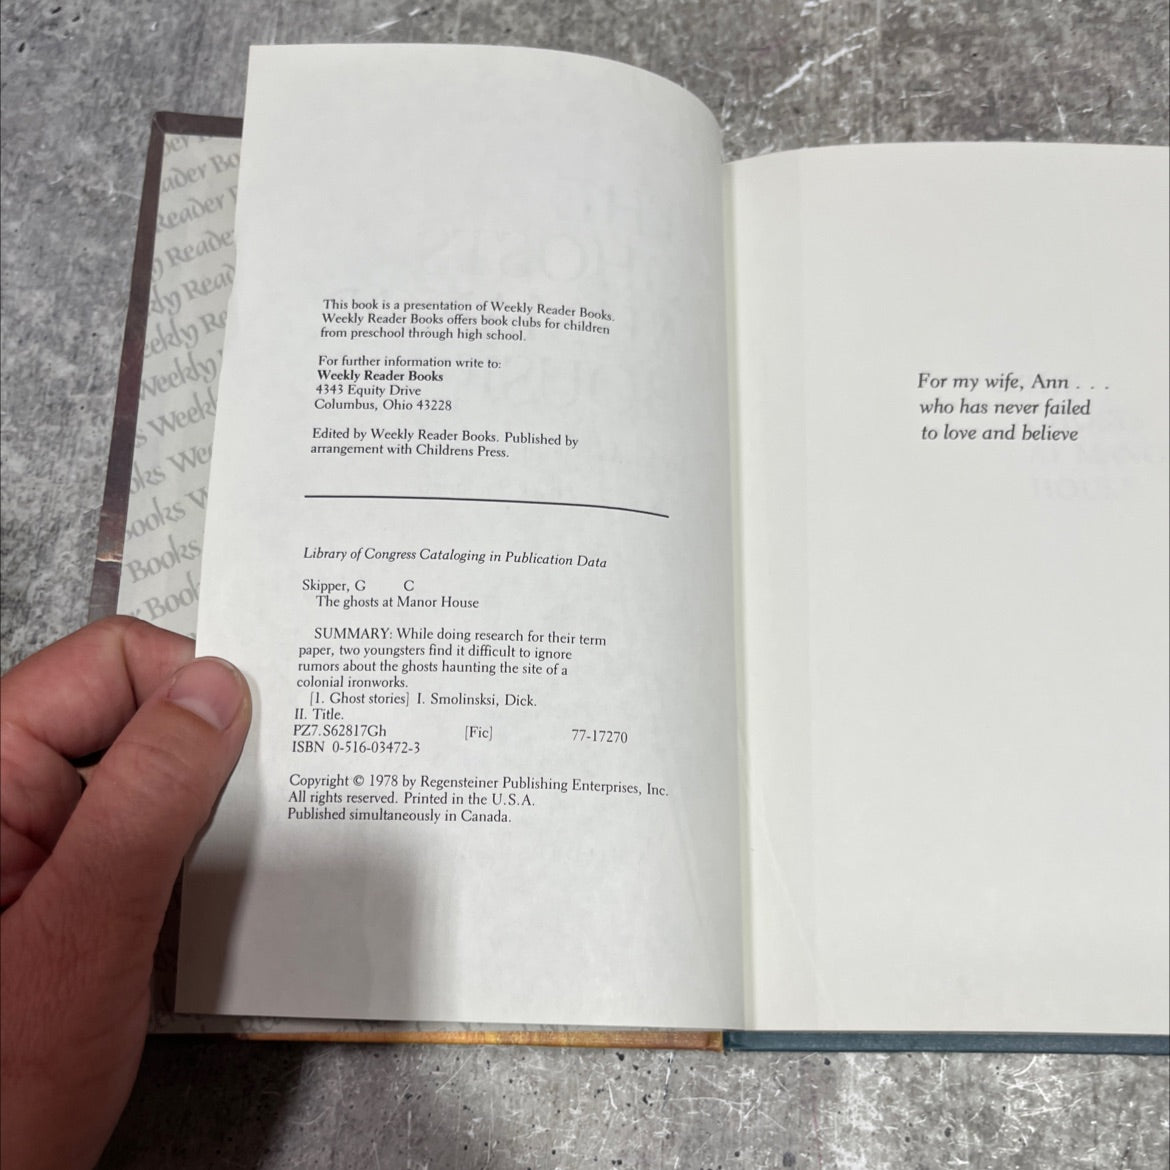 This book is a presentation of Weekly Reader Books.
Weekly Reader Books offers book clubs for children
from preschool through high school.
For further information write to:
Weekly Reader Books
4343 Equity Drive
Columbus, Ohio 43228
Edited by Weekly Reader Books. Published by
arrangement with Childrens Press.
Library of Congress Cataloging in Publication Data
Skipper, G C
The ghosts at Manor House
SUMMARY: While doing research for their term
paper, two youngsters find it difficult to ignore
rumors about the ghosts haunting the site of a
colonial ironworks.
[1. Ghost stories] I. Smolinksi, Dick.
II. Title.
PZ7.S62817Gh [Fic] 77-17270
ISBN 0-516-03472-3
Copyright © 1978 by Regensteiner Publishing Enterprises, Inc.
All rights reserved. Printed in the U.S.A.
Published simultaneously in Canada.
For my wife, Ann . . .
who has never failed
to love and believe